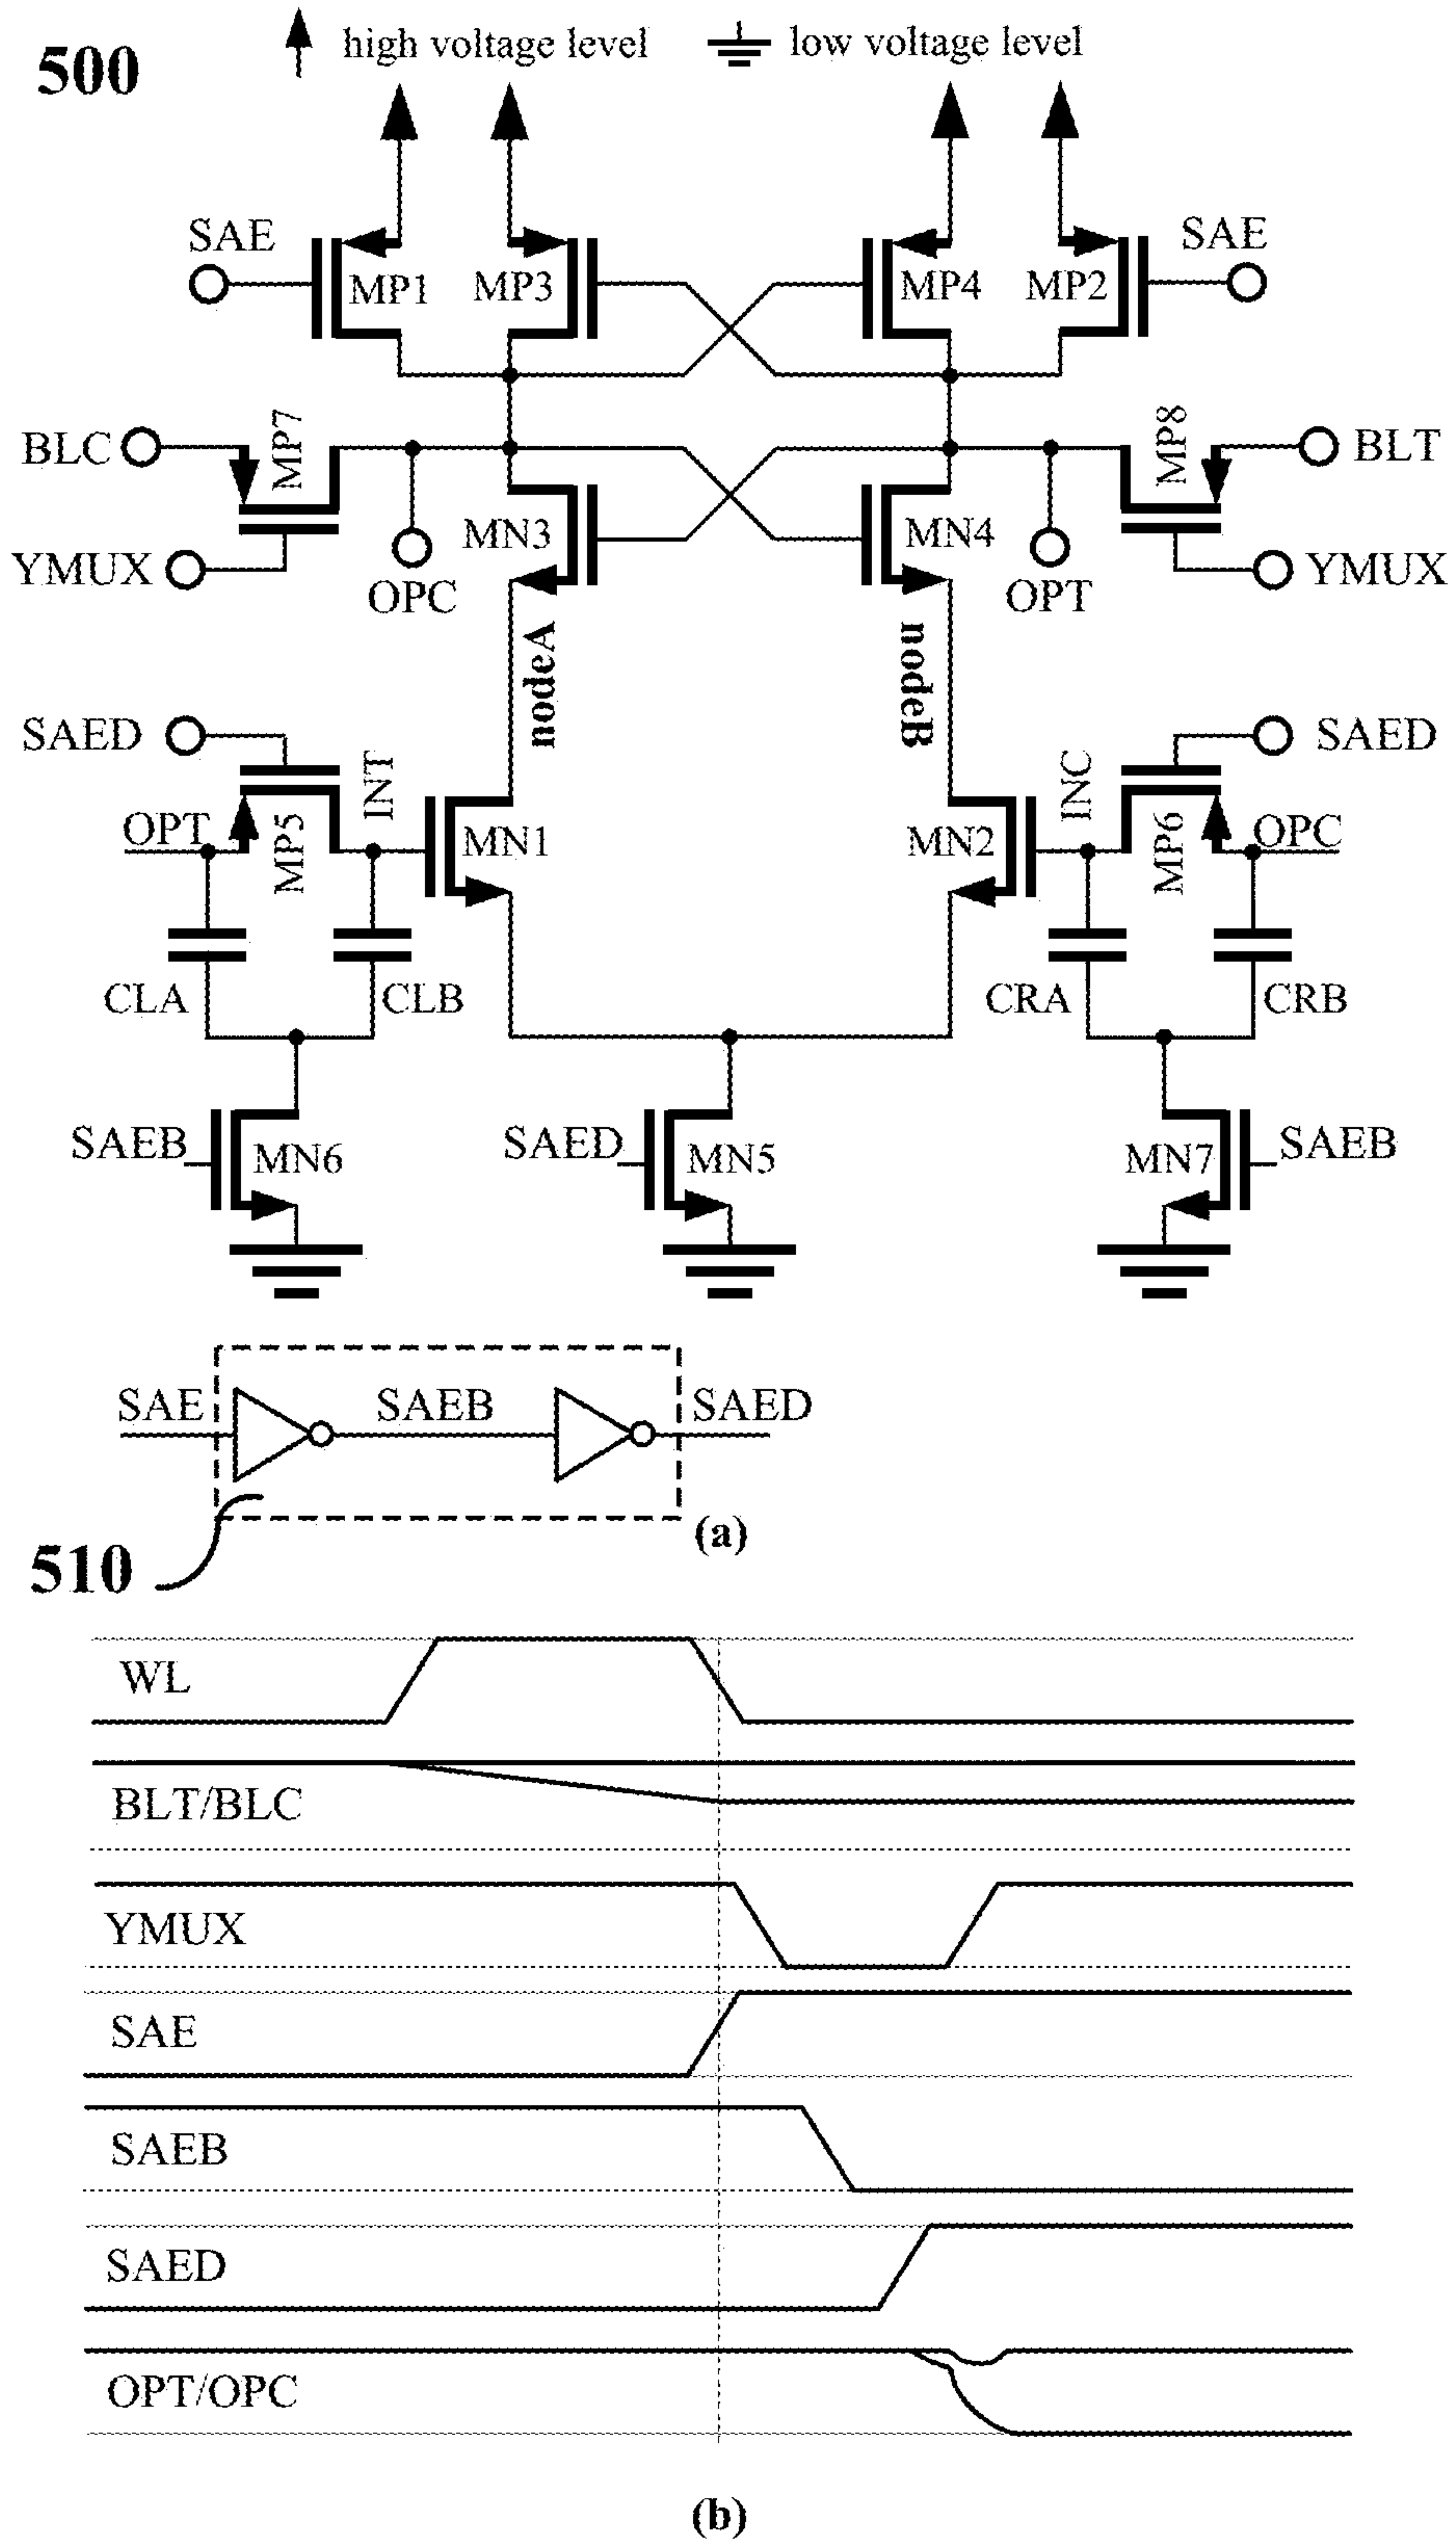 500 high voltage level low voltage level
SAE SAE
MP1 MP3 MP4 MP2
BLC MP7 MP8 BLT
MN3 MN4
YMUX OPC OPT YMUX
nodeA nodeB
SAED INT INC SAED
OPT MP5 MN1 MN2 MP6 OPC
CLA CLB CRA CRB
SAEB MN6 SAED MN5 MN7 SAEB
SAE SAEB SAED
(a)
510
WL
BLT/BLC
YMUX
SAE
SAEB
SAED
OPT/OPC
(b)